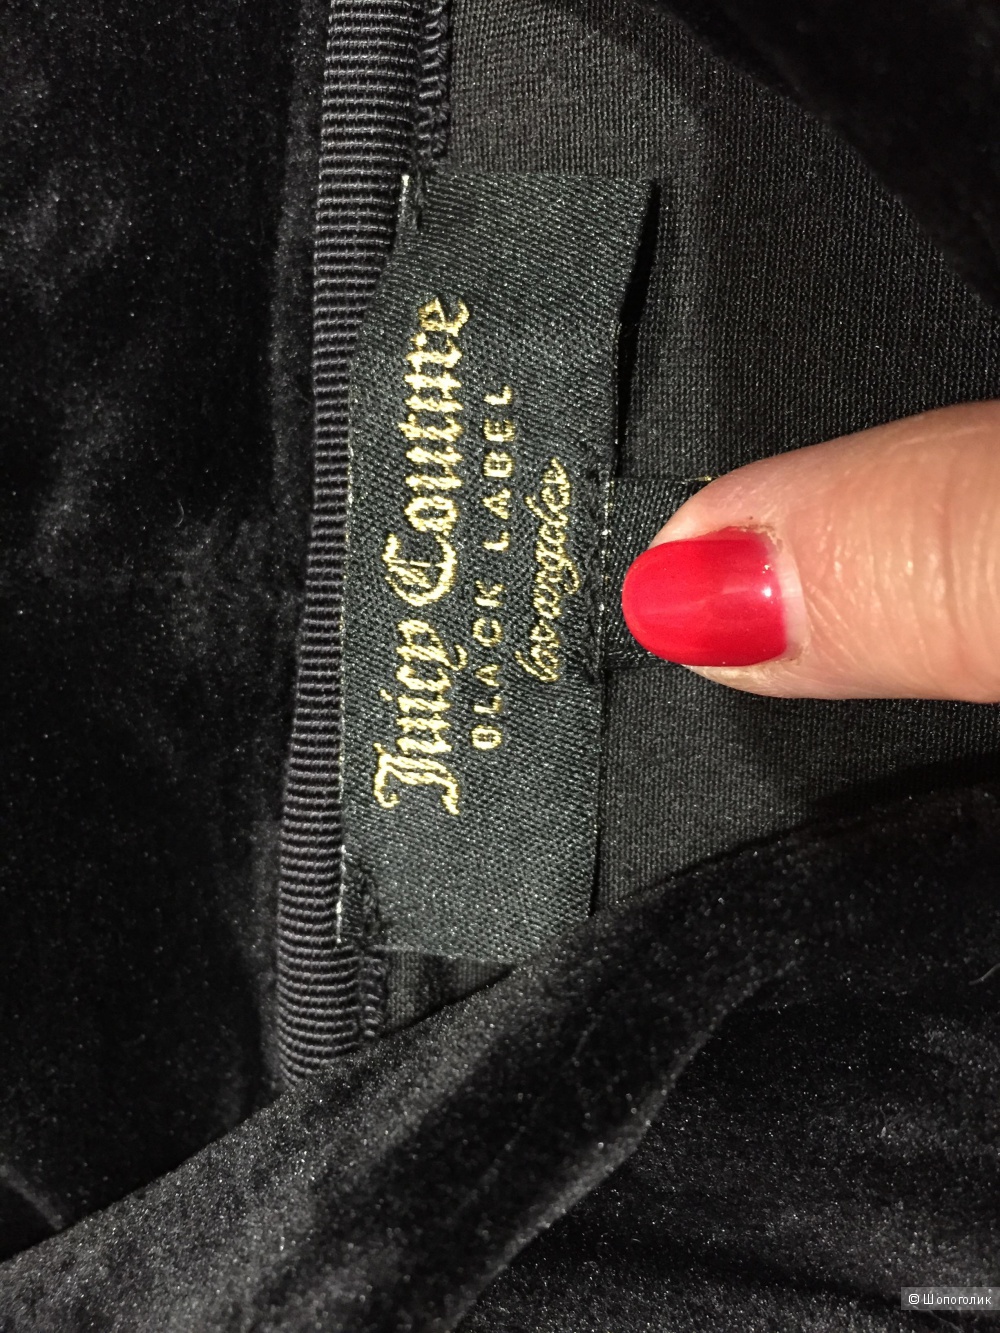 Juicy Couture
BLACK LABEL
Los angeles
© Шопоголик